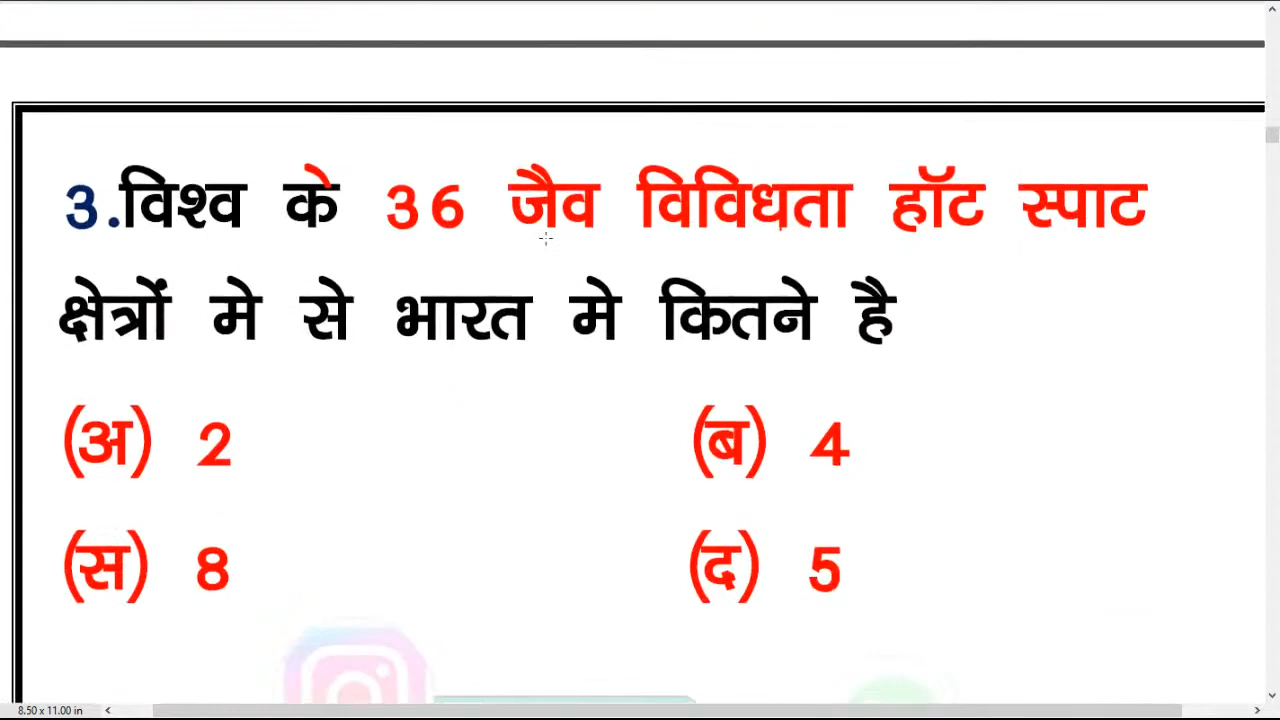 3.विश्व के 36 जैव विविधता हॉट स्पाट
क्षेत्रों मे से भारत मे कितने है
(अ) 2 (ब) 4
(स) 8 (द) 5
8.50 x 11.00 in